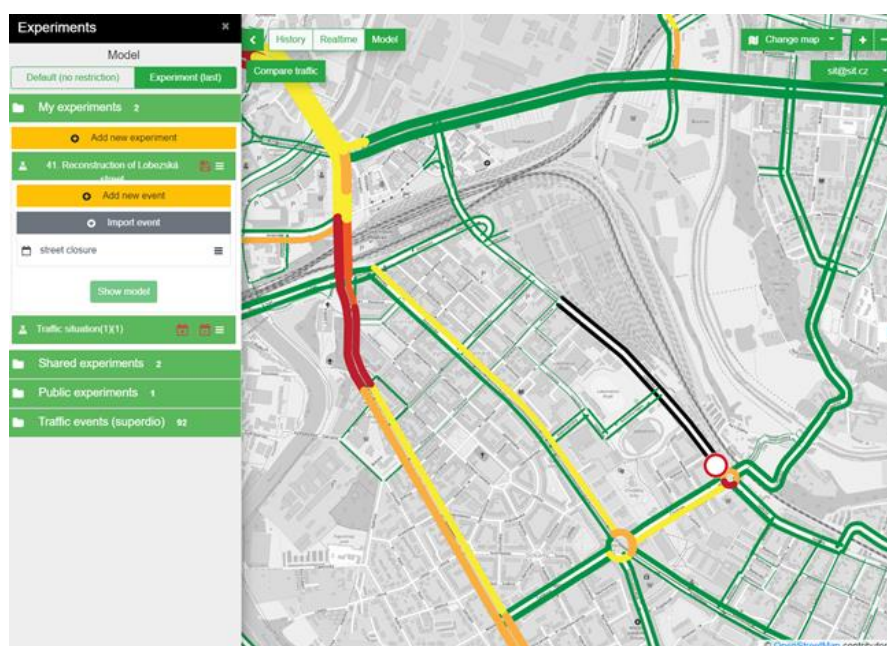 Experiments ×
Model
Default (no restriction) Experiment (last)
My experiments 2
Add new experiment
41. Reconstruction of Lobezská
street
Add new event
Import event
street closure
Show model
Traffic situation(1)(1)
Shared experiments 2
Public experiments 1
Traffic events (superdio) 92
History Realtime Model
Compare traffic
Change map + −
sit@sit.cz
© OpenStreetMap contributors